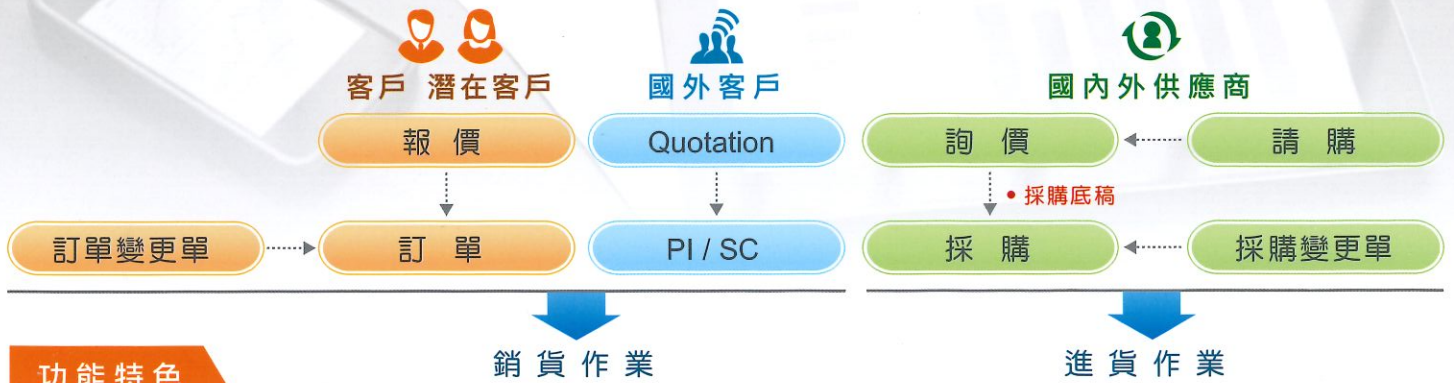 客戶 潛在客戶
國外客戶
國內外供應商
報價
Quotation
詢價
請購
• 採購底稿
訂單變更單
訂單
PI / SC
採購
採購變更單
銷貨作業
進貨作業
功能特色